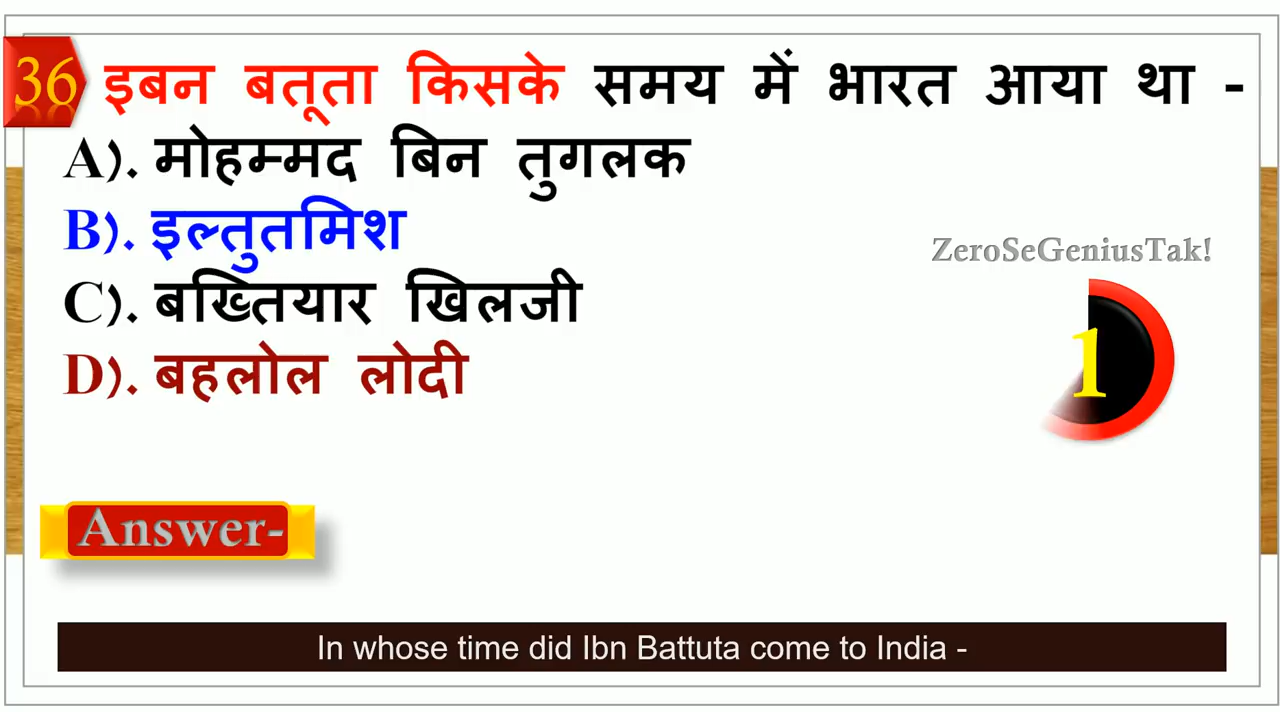 36 इबन बतूता किसके समय में भारत आया था -
A). मोहम्मद बिन तुगलक
B). इल्तुतमिश
C). बख्तियार खिलजी
D). बहलोल लोदी
ZeroSeGeniusTak!
1
Answer-
In whose time did Ibn Battuta come to India -